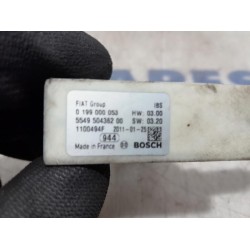 FIAT Group IBS
0 199 000 053 HW: 03.00
5549 504362 00 SW: 03.20
1100494F 2011-01-25
944
Made in France BOSCH